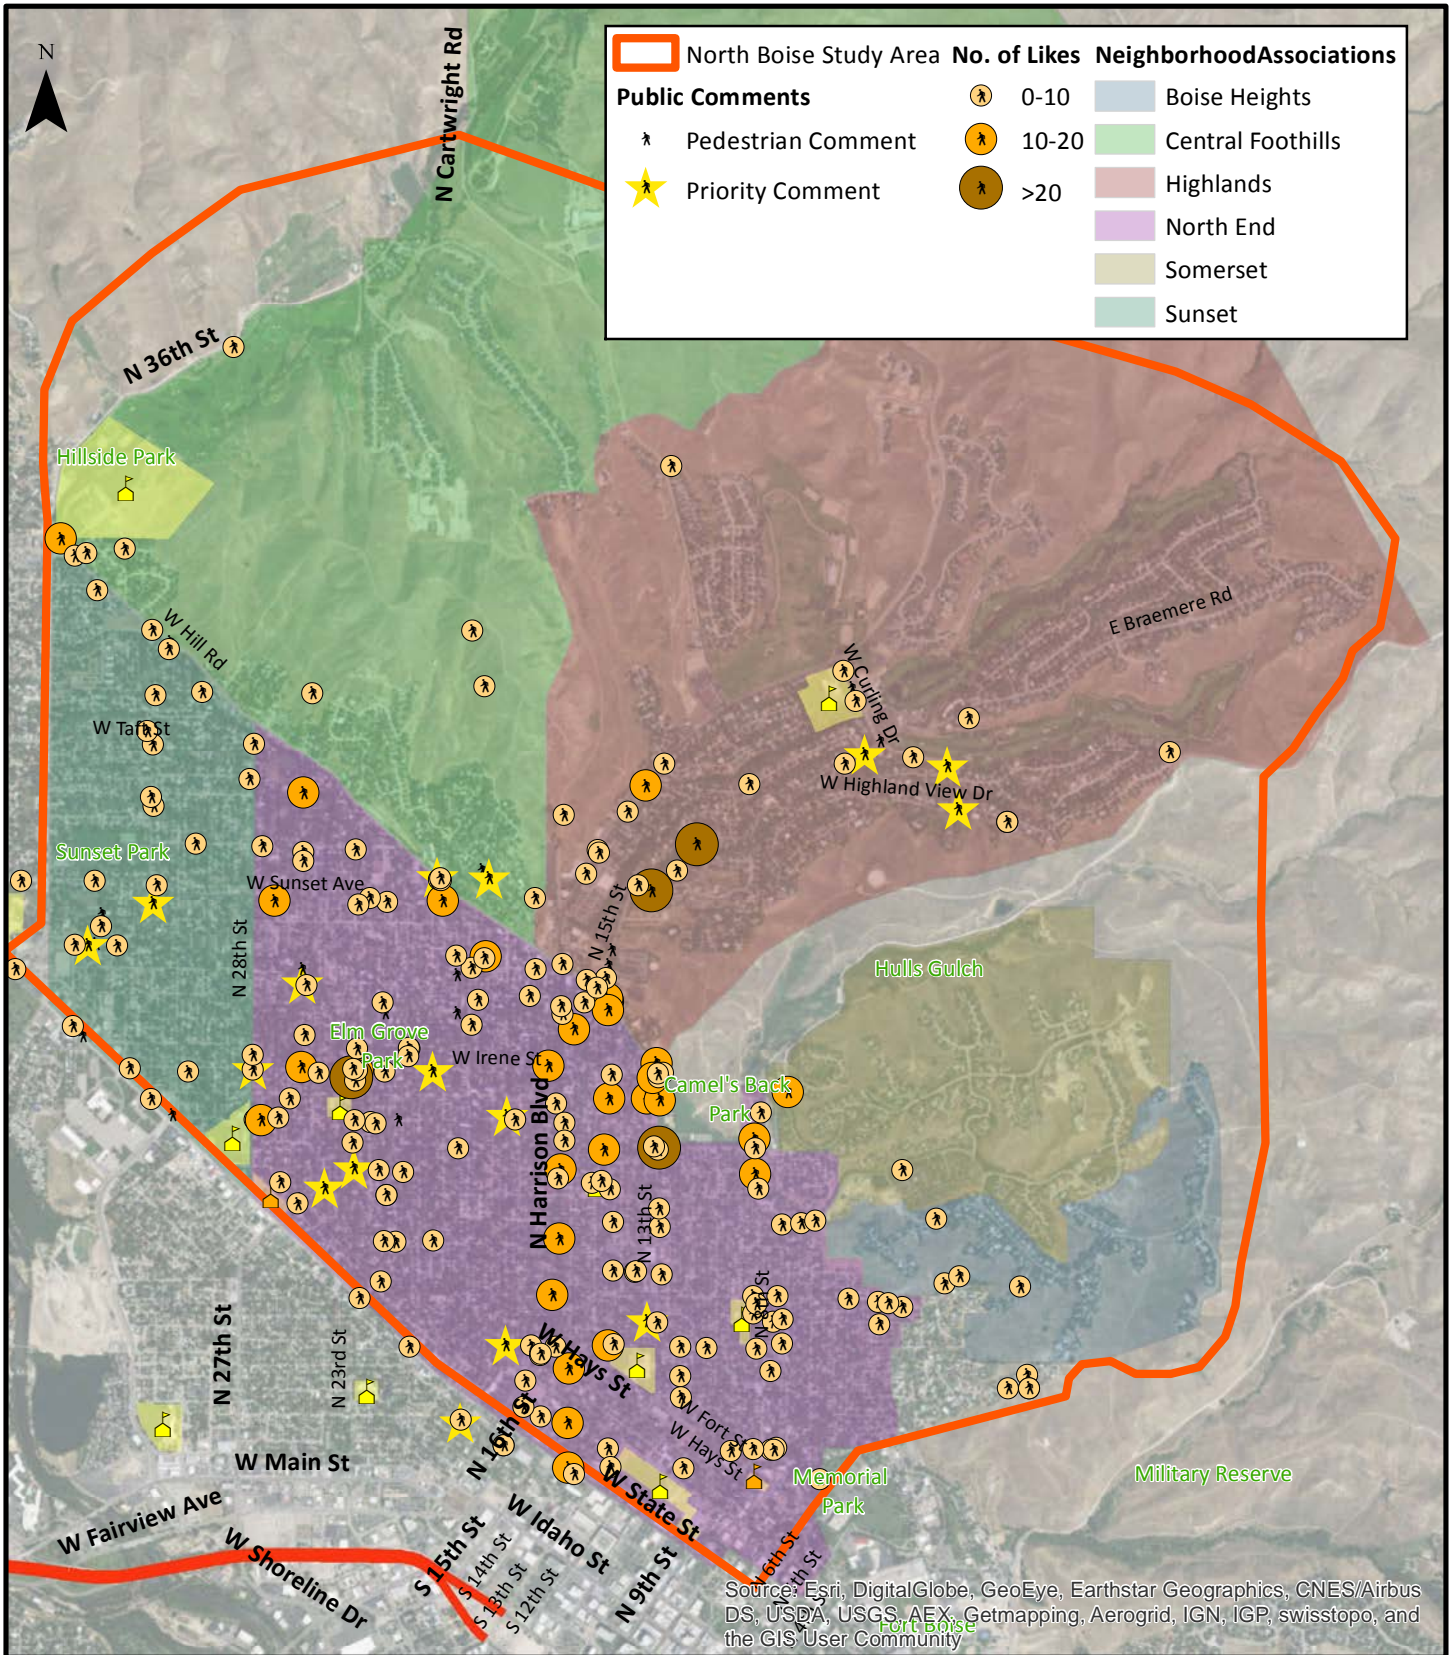 N
North Boise Study Area
Public Comments
Pedestrian Comment
Priority Comment
No. of Likes
0-10
10-20
>20
NeighborhoodAssociations
Boise Heights
Central Foothills
Highlands
North End
Somerset
Sunset
N Cartwright Rd
N 36th St
Hillside Park
W Hill Rd
E Braemere Rd
W Curling Dr
W Taft St
W Highland View Dr
Sunset Park
W Sunset Ave
N 15th St
N 28th St
Hulls Gulch
Elm Grove
Park
W Irene St
Camel's Back
Park
N Harrison Blvd
N 13th St
N 8th St
W Hays St
N 27th St
N 23rd St
W Fort St
W Hays St
N 16th St
W Main St
Memorial
Park
Military Reserve
W State St
W Fairview Ave
W Idaho St
W Shoreline Dr
S 15th St
S 14th St
S 13th St
S 12th St
N 9th St
N 6th St
Fort Boise
Source: Esri, DigitalGlobe, GeoEye, Earthstar Geographics, CNES/Airbus
DS, USDA, USGS, AEX, Getmapping, Aerogrid, IGN, IGP, swisstopo, and
the GIS User Community